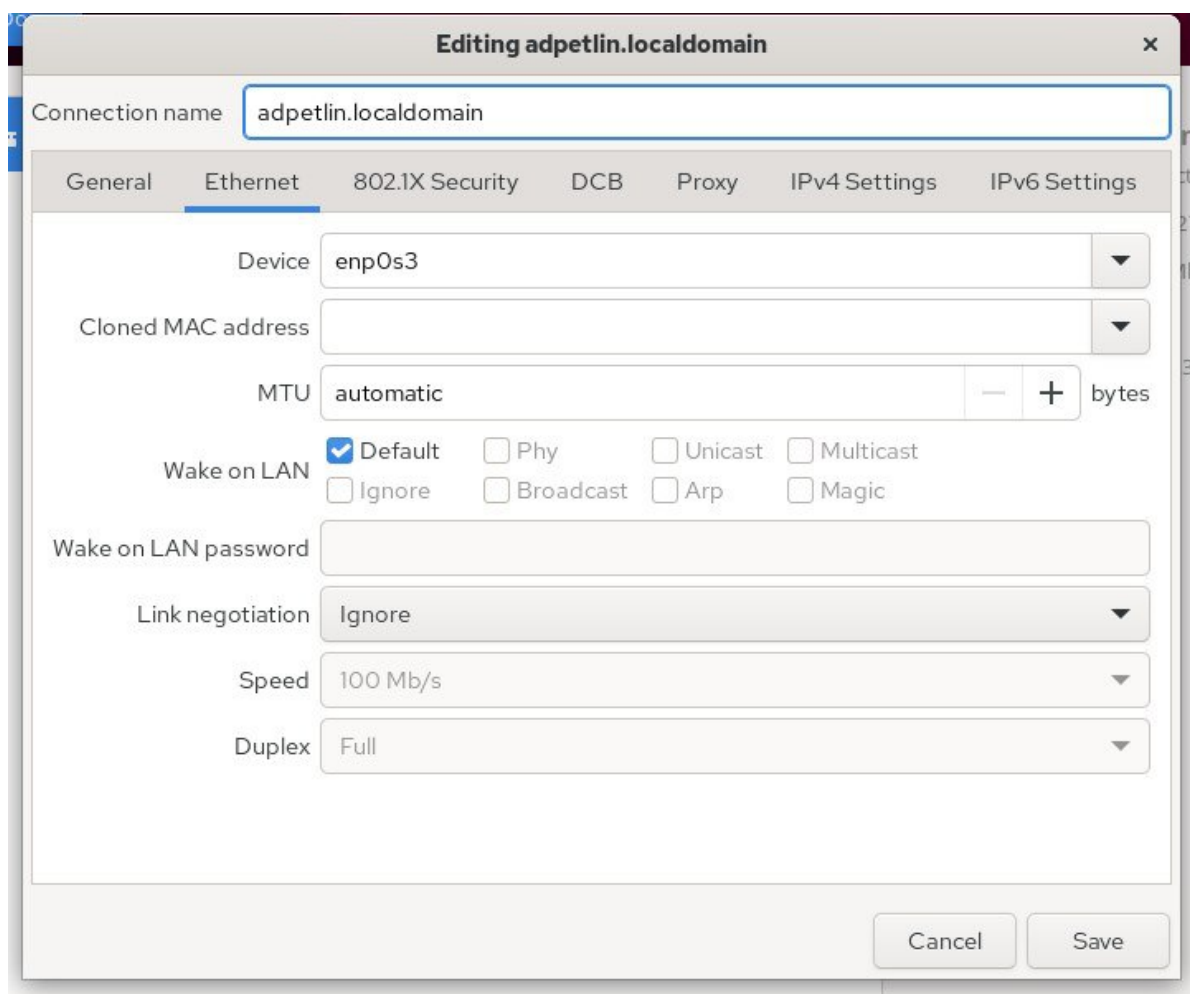 Editing adpetlin.localdomain ×
Connection name adpetlin.localdomain
General Ethernet 802.1X Security DCB Proxy IPv4 Settings IPv6 Settings
Device enp0s3
Cloned MAC address
MTU automatic − + bytes
Default Phy Unicast Multicast
Wake on LAN
Ignore Broadcast Arp Magic
Wake on LAN password
Link negotiation Ignore
Speed 100 Mb/s
Duplex Full
Cancel Save